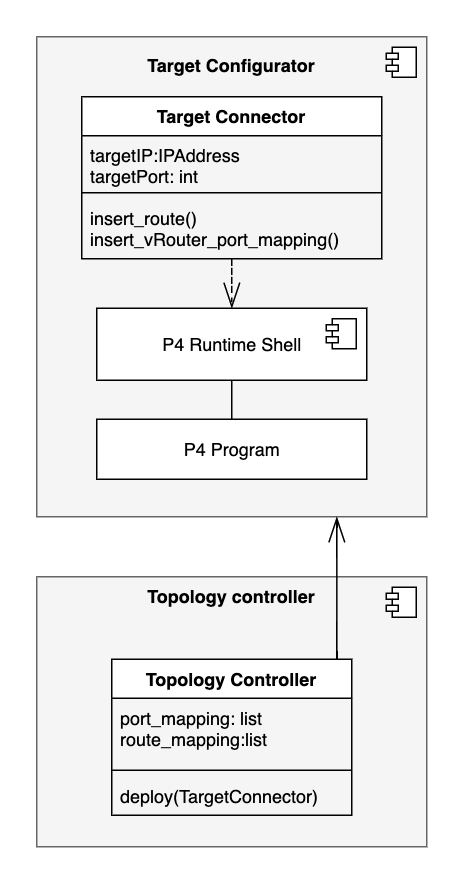 Target Configurator
Target Connector
targetIP:IPAddress
targetPort: int
insert_route()
insert_vRouter_port_mapping()
P4 Runtime Shell
P4 Program
Topology controller
Topology Controller
port_mapping: list
route_mapping:list
deploy(TargetConnector)